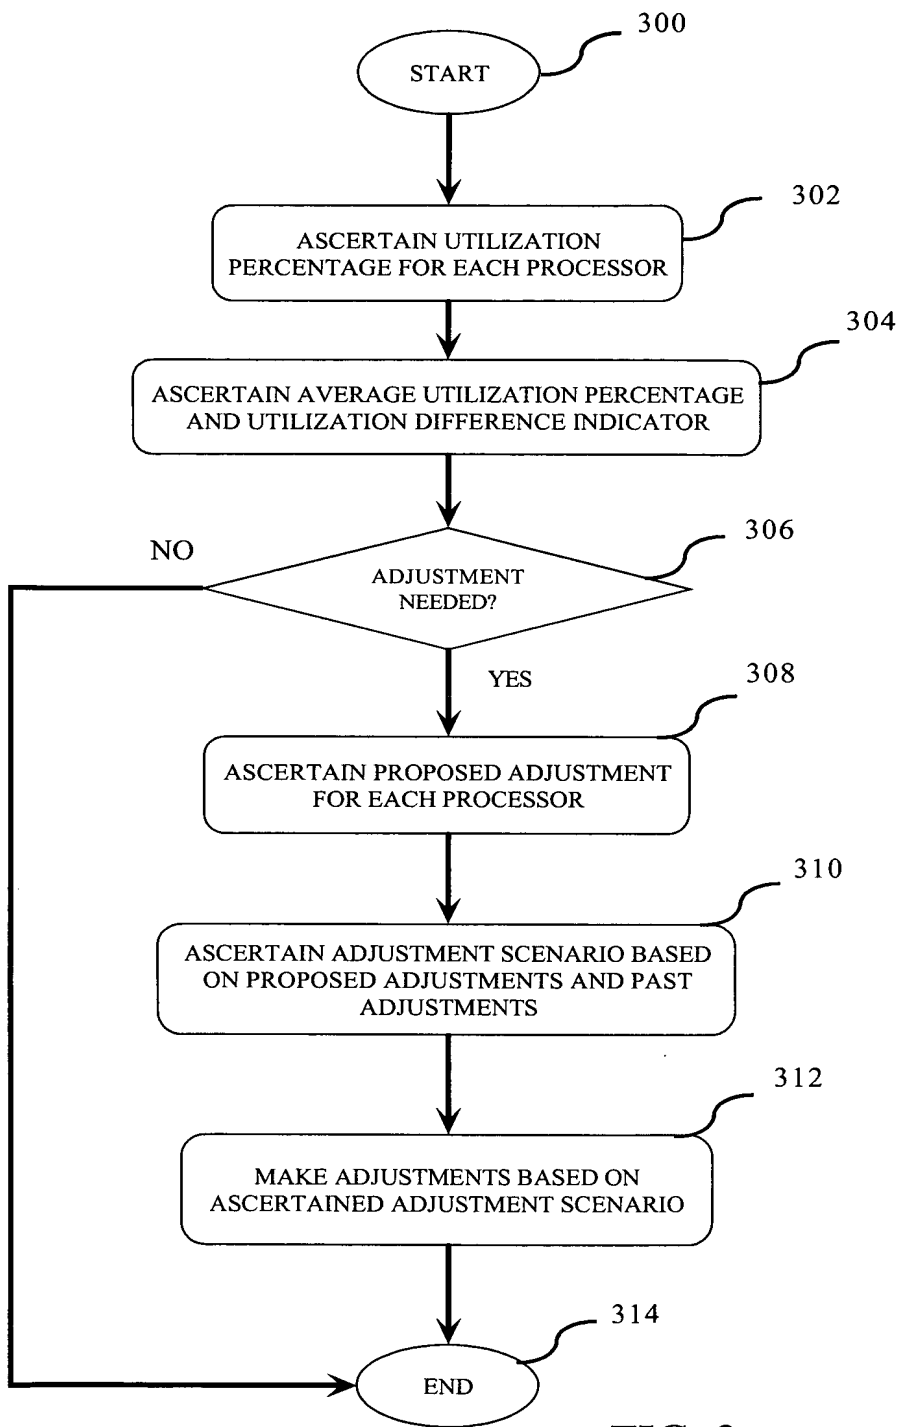 300
START
302
ASCERTAIN UTILIZATION
PERCENTAGE FOR EACH PROCESSOR
304
ASCERTAIN AVERAGE UTILIZATION PERCENTAGE
AND UTILIZATION DIFFERENCE INDICATOR
306
NO
ADJUSTMENT
NEEDED?
YES
308
ASCERTAIN PROPOSED ADJUSTMENT
FOR EACH PROCESSOR
310
ASCERTAIN ADJUSTMENT SCENARIO BASED
ON PROPOSED ADJUSTMENTS AND PAST
ADJUSTMENTS
312
MAKE ADJUSTMENTS BASED ON
ASCERTAINED ADJUSTMENT SCENARIO
314
END